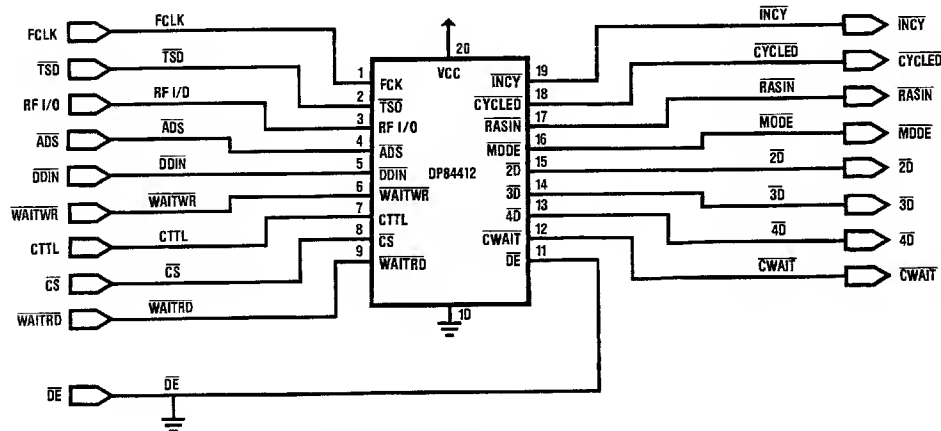 FCLK FCLK
TSD TSD
RF I/O RF I/O
ADS ADS
DDIN DDIN
WAITWR WAITWR
CTTL CTTL
CS CS
WAITRD WAITRD
DE DE
20
VCC
1 FCK
2 TSD
3 RF I/O
4 ADS
5 DDIN
6 WAITWR
7 CTTL
8 CS
9 WAITRD
DP84412
INCY 19
CYCLED 18
RASIN 17
MODE 16
2D 15
3D 14
4D 13
CWAIT 12
DE 11
10
INCY INCY
CYCLED CYCLED
RASIN RASIN
MODE MODE
2D 2D
3D 3D
4D 4D
CWAIT CWAIT